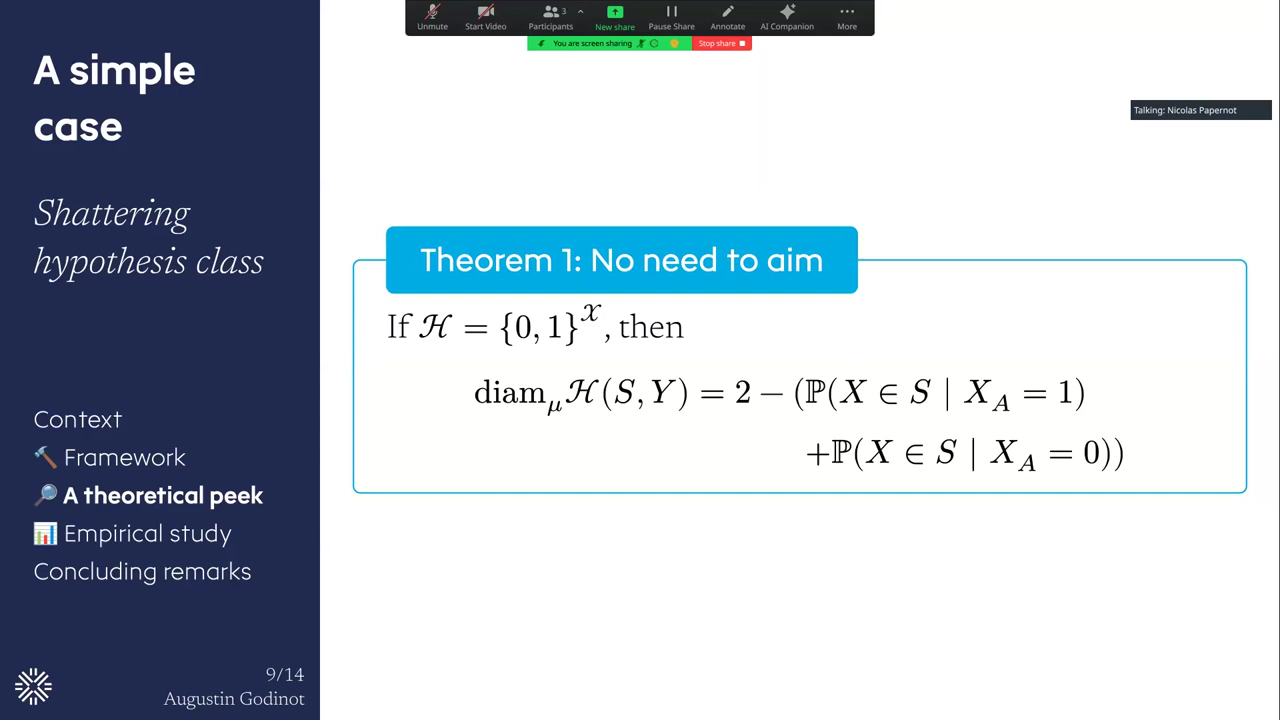 Unmute
Start Video
Participants
3
New share
Pause Share
Annotate
AI Companion
More
You are screen sharing
Stop share
Talking: Nicolas Papernot
A simple
case
Shattering
hypothesis class
Context
🔨 Framework
🔎 A theoretical peek
📊 Empirical study
Concluding remarks
9/14
Augustin Godinot
Theorem 1: No need to aim
If ℋ = {0, 1}^𝒳, then
diam_μ ℋ(S, Y) = 2 − (ℙ(X ∈ S | X_A = 1)
+ℙ(X ∈ S | X_A = 0))